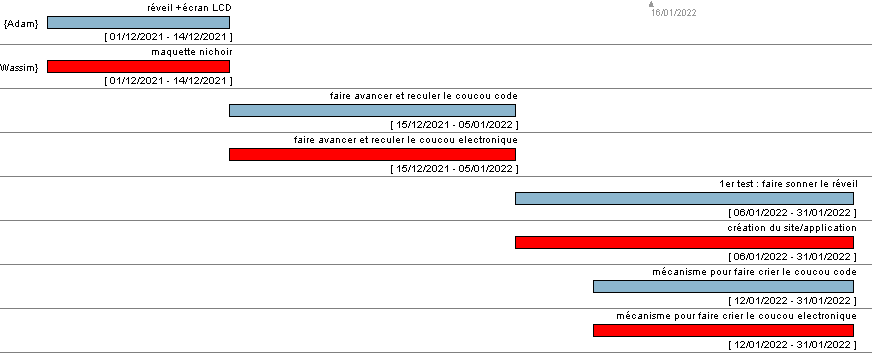 réveil +écran LCD
16/01/2022
{Adam}
[ 01/12/2021 - 14/12/2021 ]
maquette nichoir
Wassim}
[ 01/12/2021 - 14/12/2021 ]
faire avancer et reculer le coucou code
[ 15/12/2021 - 05/01/2022 ]
faire avancer et reculer le coucou electronique
[ 15/12/2021 - 05/01/2022 ]
1er test : faire sonner le réveil
[ 06/01/2022 - 31/01/2022 ]
création du site/application
[ 06/01/2022 - 31/01/2022 ]
mécanisme pour faire crier le coucou code
[ 12/01/2022 - 31/01/2022 ]
mécanisme pour faire crier le coucou electronique
[ 12/01/2022 - 31/01/2022 ]